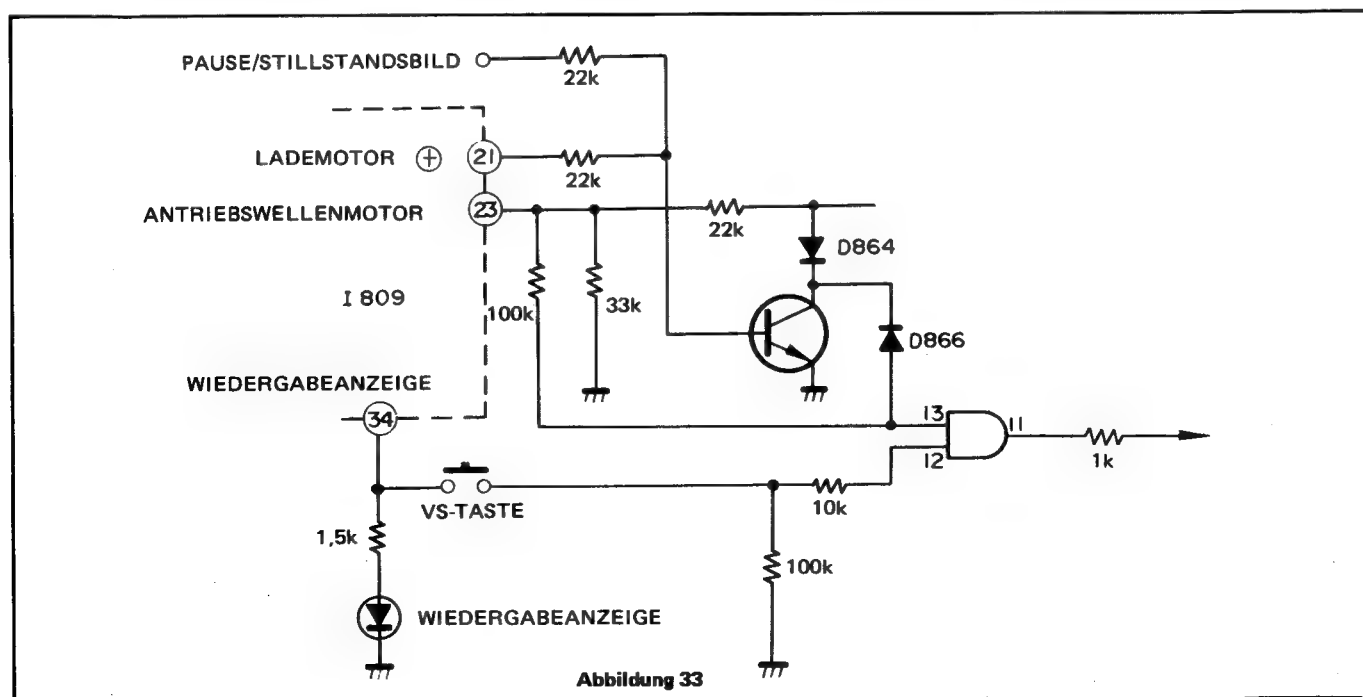 PAUSE/STILLSTANDSBILD
22k
LADEMOTOR ⊕ 21
22k
ANTRIEBSWELLENMOTOR 23
22k
D864
I 809
100k
33k
D866
WIEDERGABEANZEIGE
34
13
11
12
1k
VS-TASTE
10k
1,5k
100k
WIEDERGABEANZEIGE
Abbildung 33